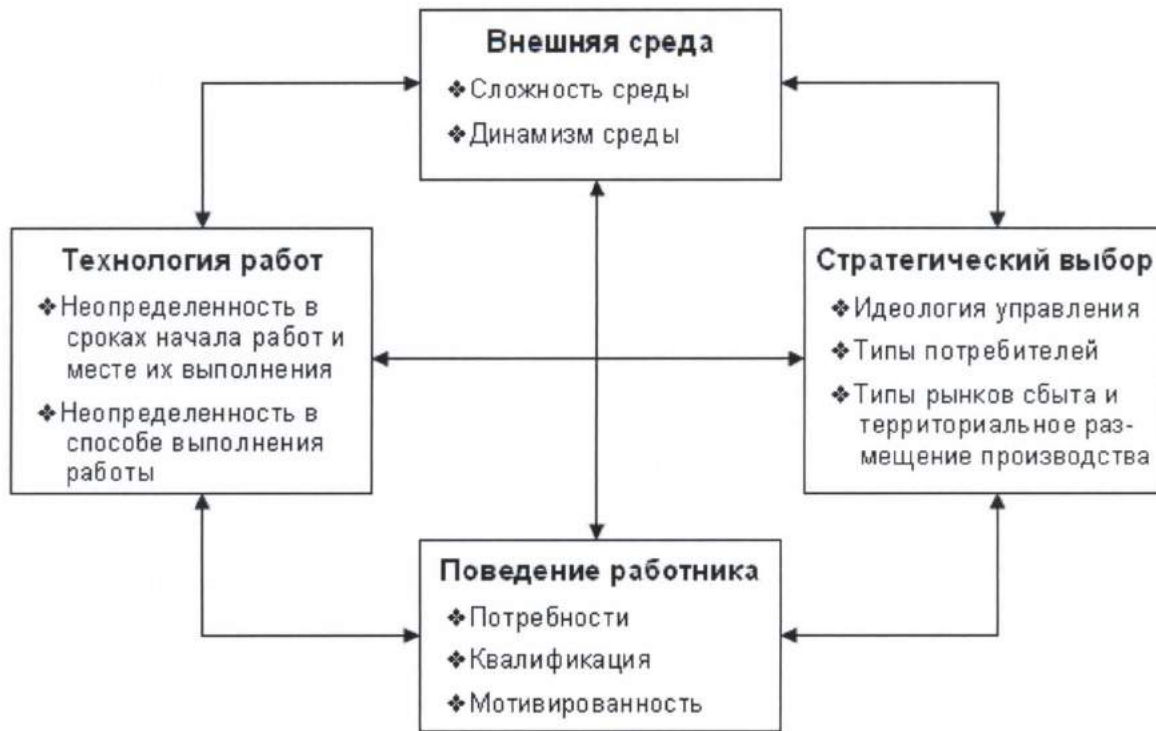 Внешняя среда
❖Сложность среды
❖Динамизм среды
Технология работ
❖Неопределенность в
сроках начала работ и
месте их выполнения
❖Неопределенность в
способе выполнения
работы
Стратегический выбор
❖Идеология управления
❖Типы потребителей
❖Типы рынков сбыта и
территориальное раз-
мещение производства
Поведение работника
❖Потребности
❖Квалификация
❖Мотивированность